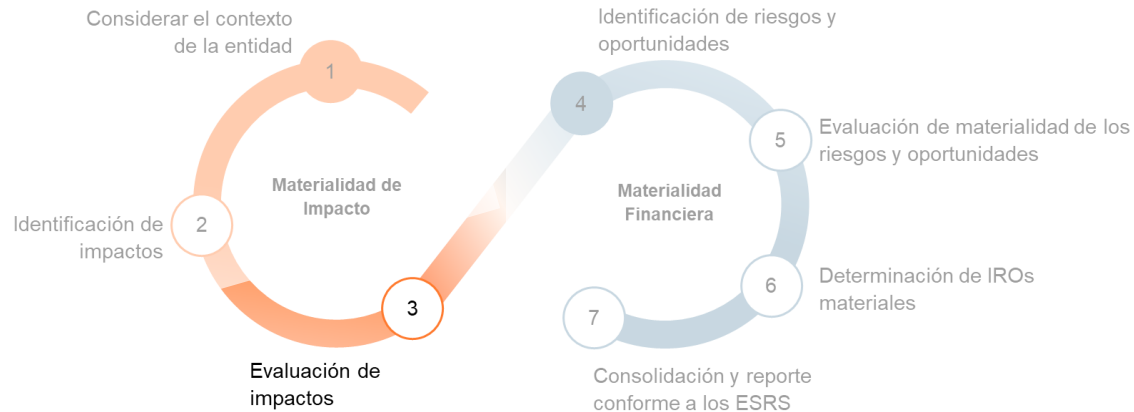 Considerar el contexto
de la entidad
1
2
Identificación de
impactos
Materialidad de
Impacto
3
Evaluación de
impactos
Identificación de riesgos y
oportunidades
4
5
Evaluación de materialidad de los
riesgos y oportunidades
Materialidad
Financiera
6
Determinación de IROs
materiales
7
Consolidación y reporte
conforme a los ESRS